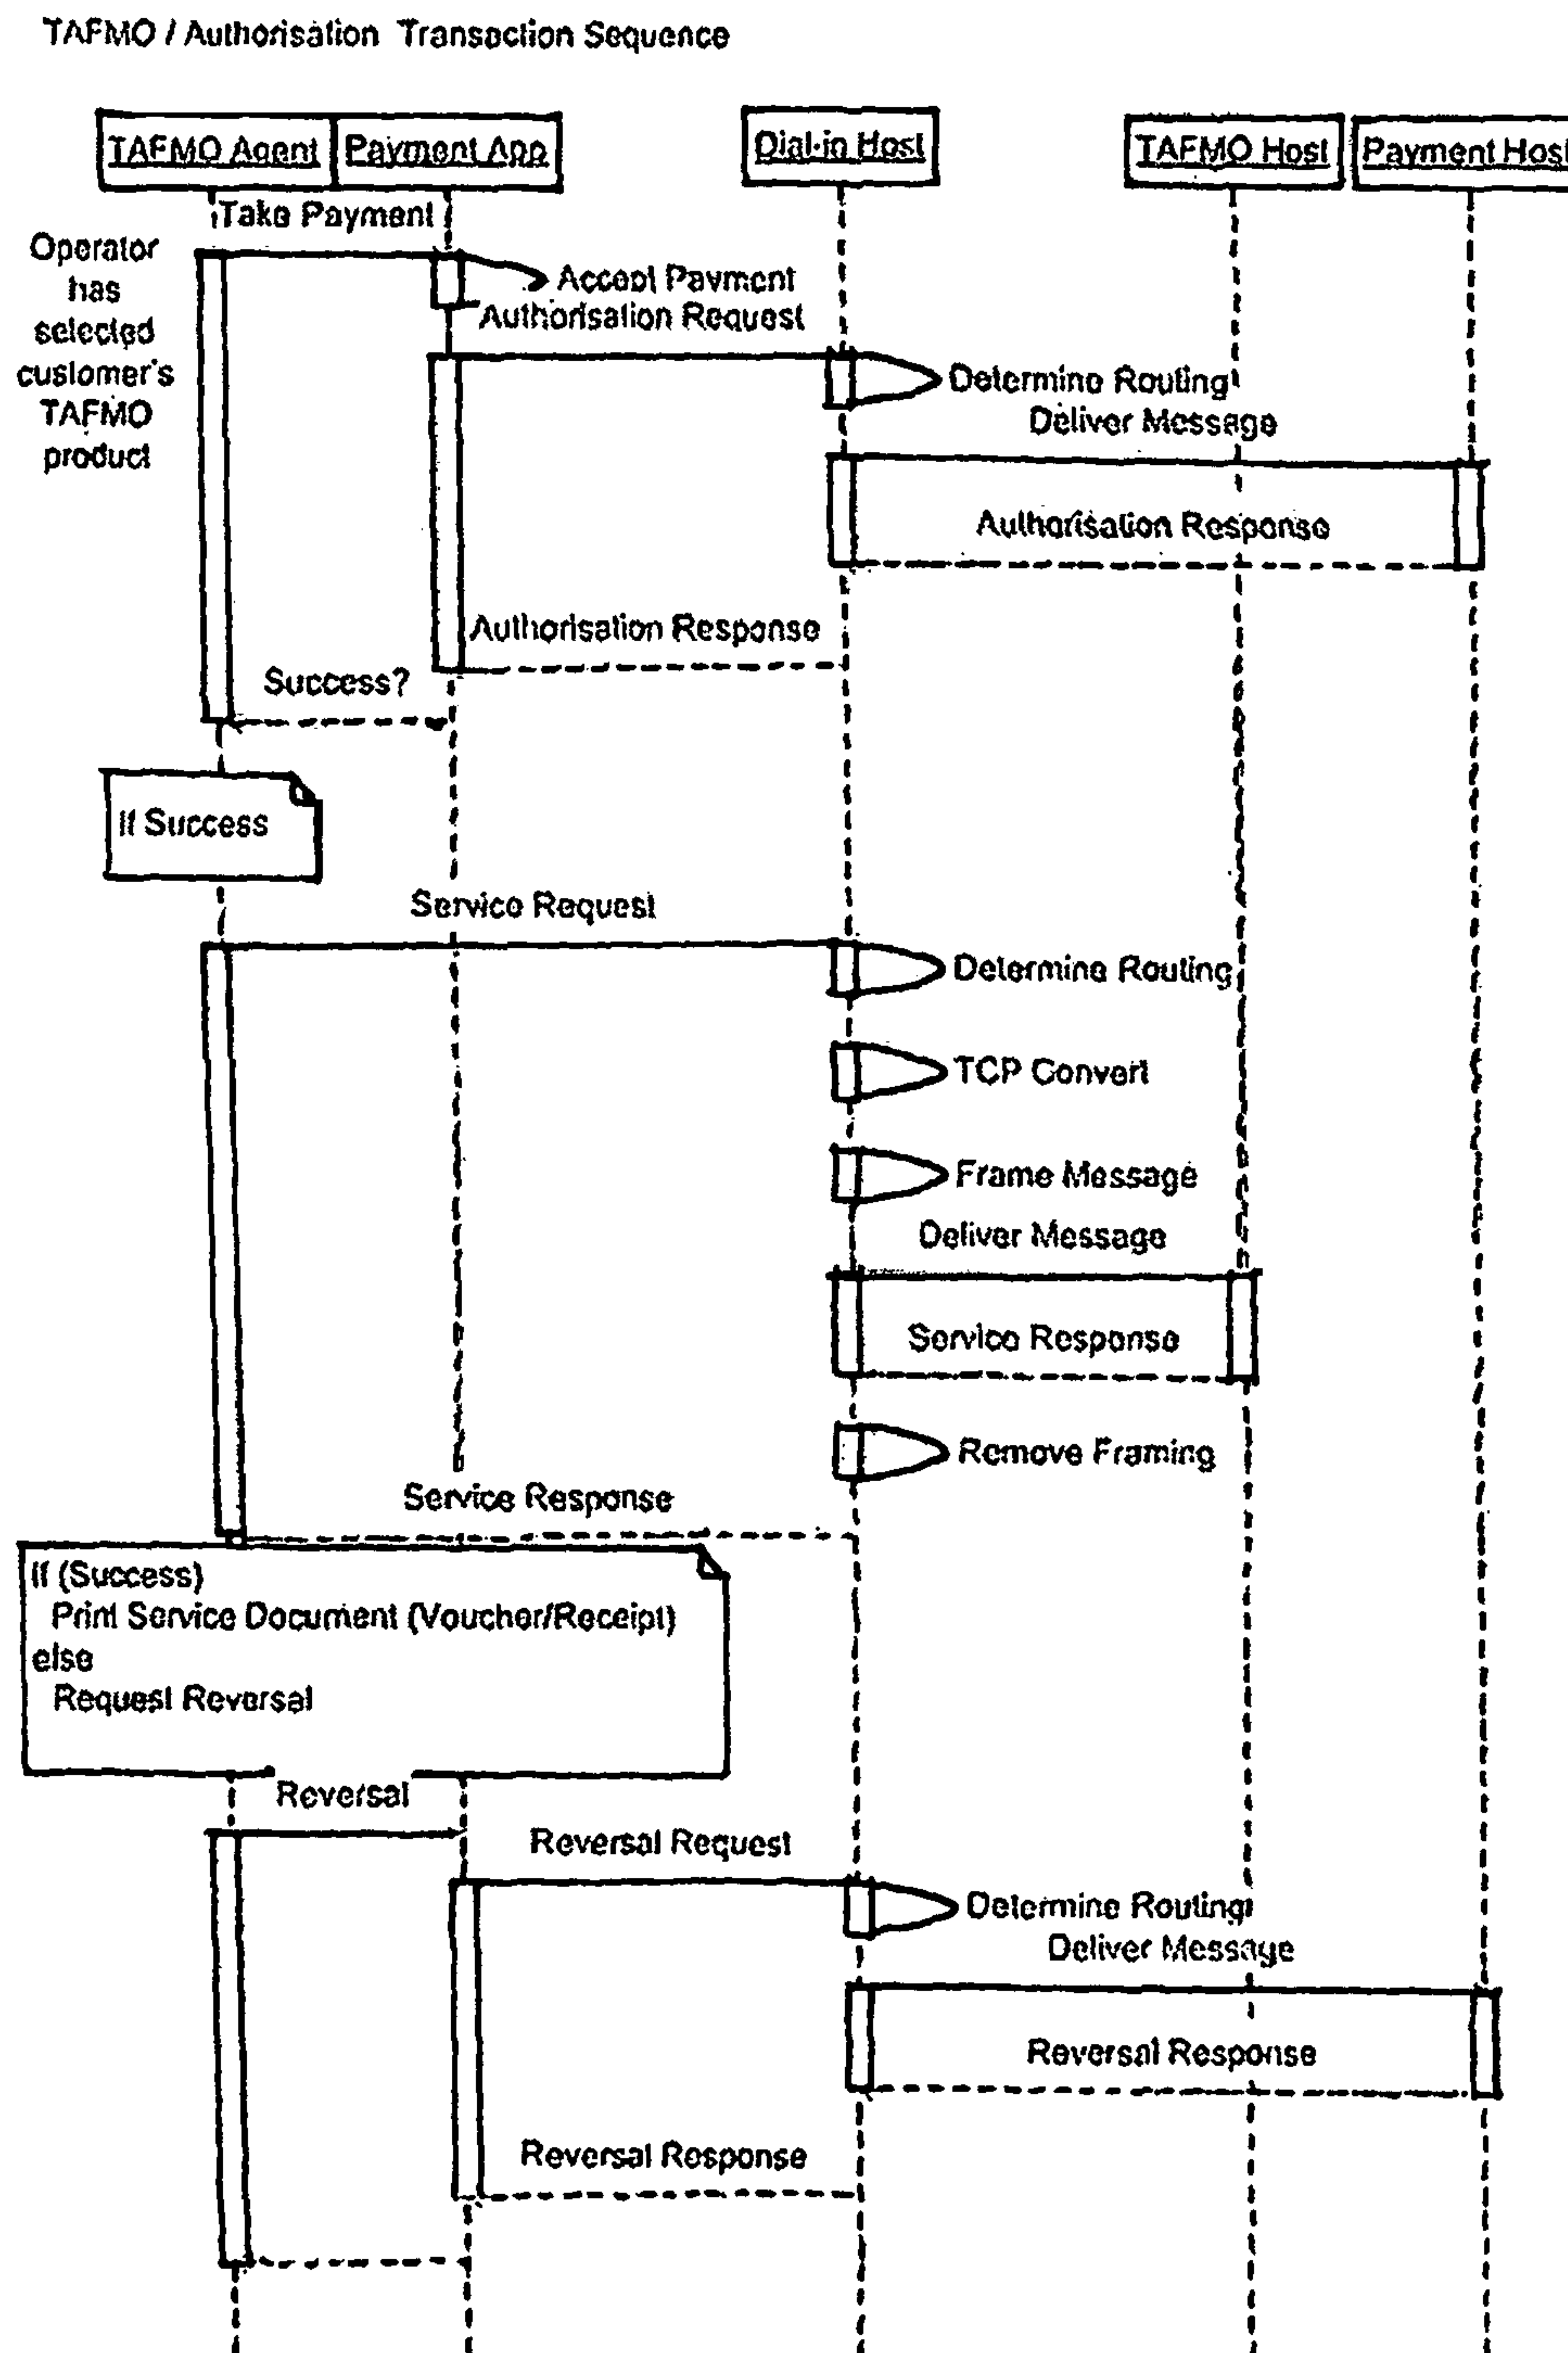 TAFMO / Authorisation Transaction Sequence
TAFMO Agent
Payment App
Dial-in Host
TAFMO Host
Payment Host
Take Payment
Operator
has
selected
customer's
TAFMO
product
Accept Payment
Authorisation Request
Determine Routing
Deliver Message
Authorisation Response
Authorisation Response
Success?
If Success
Service Request
Determine Routing
TCP Convert
Frame Message
Deliver Message
Service Response
Remove Framing
Service Response
If (Success)
Print Service Document (Voucher/Receipt)
else
Request Reversal
Reversal
Reversal Request
Determine Routing
Deliver Message
Reversal Response
Reversal Response